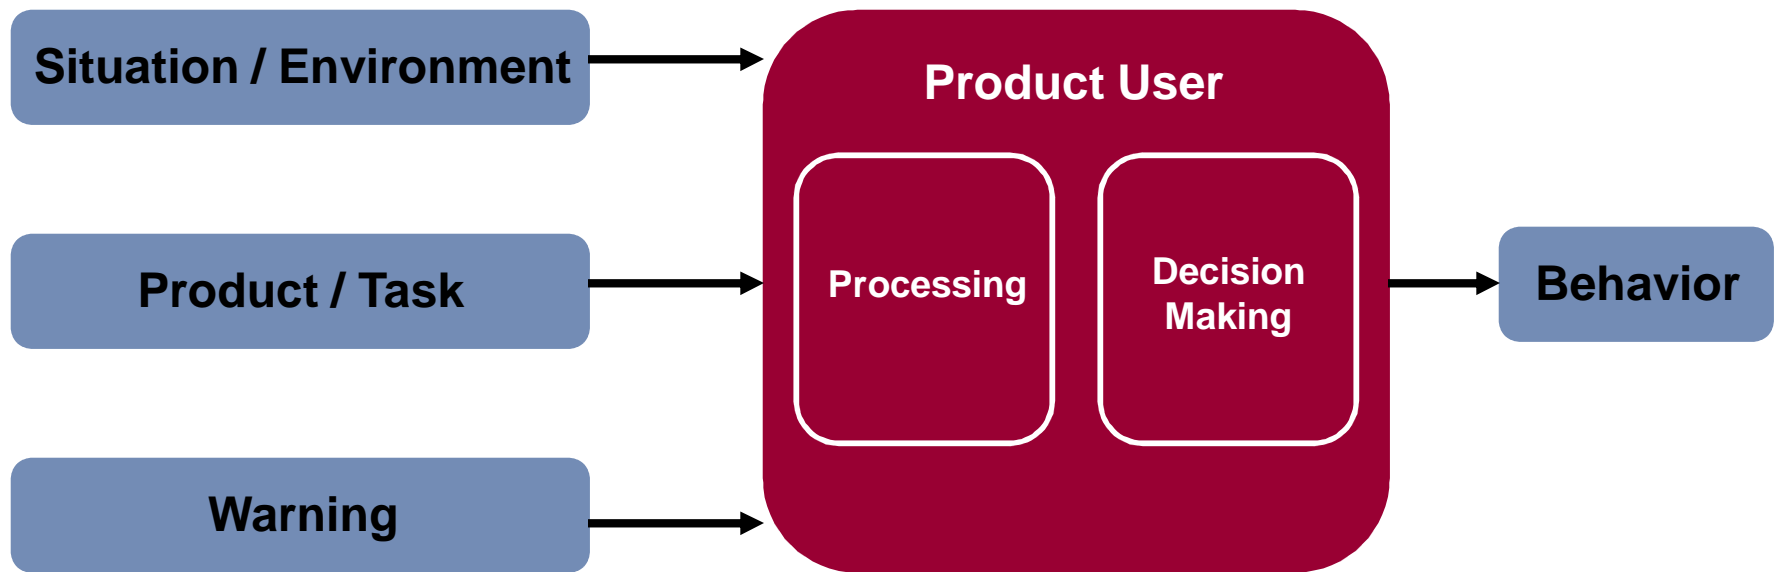 Situation / Environment
Product / Task
Warning
Product User
Processing
Decision
Making
Behavior